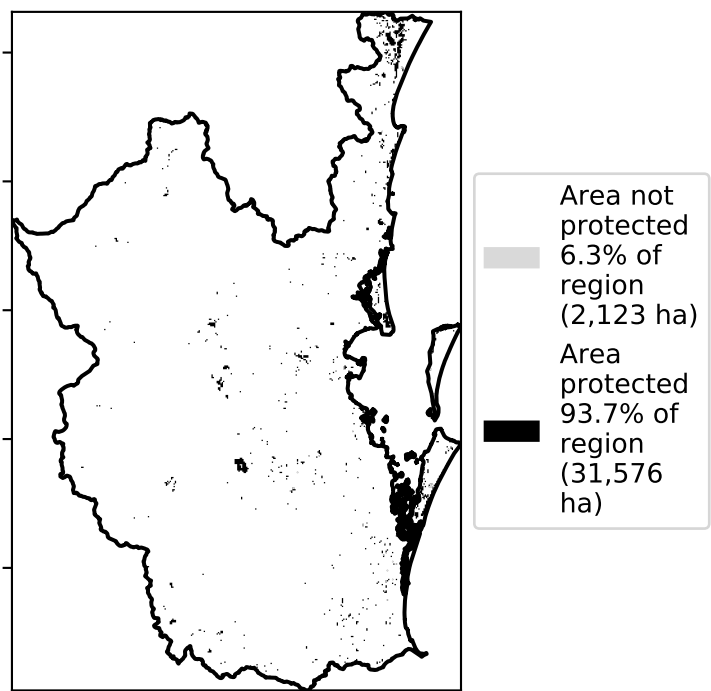 Area not
protected
6.3% of
region
(2,123 ha)
Area
protected
93.7% of
region
(31,576
ha)